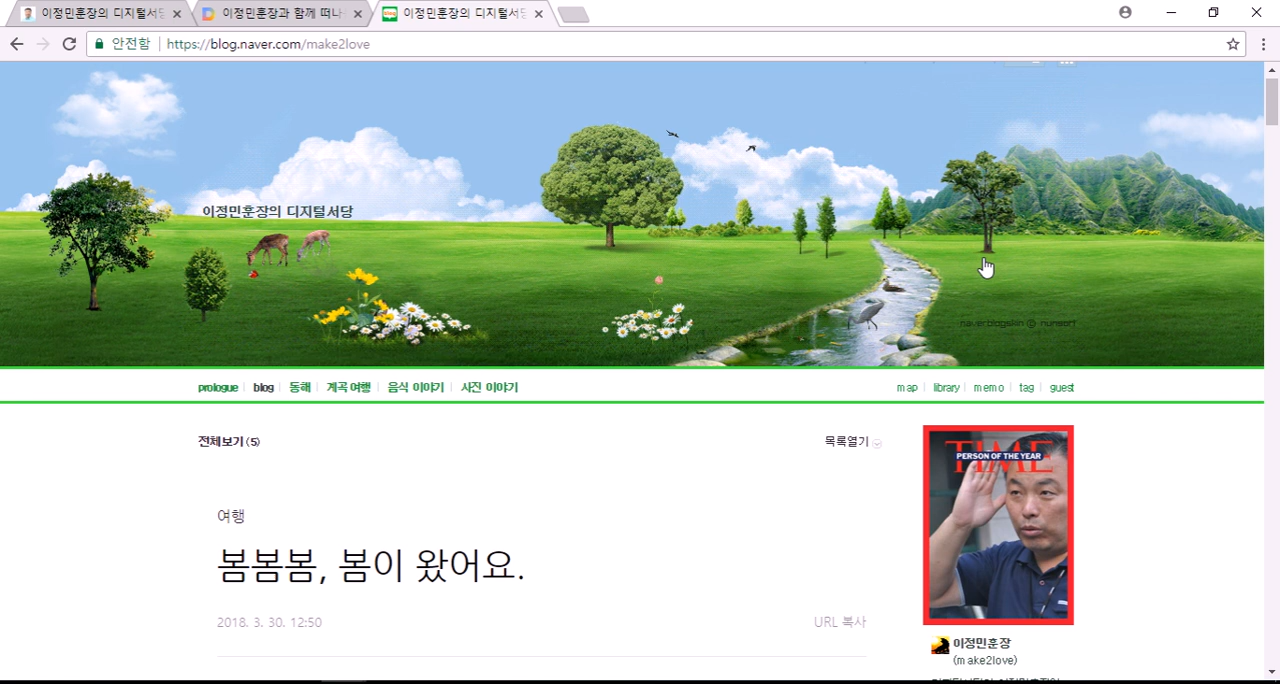 이정민훈장의 디지털서당
이정민훈장과 함께 떠나
이정민훈장의 디지털서당
안전함 | https://blog.naver.com/make2love
이정민훈장의 디지털서당
naverblogskin ⓒ numsori
prologue | blog | 동해 | 계곡 여행 | 음식 이야기 | 사진 이야기
map | library | memo | tag | guest
전체보기 (5)
목록열기
TIME
PERSON OF THE YEAR
여행
봄봄봄, 봄이 왔어요.
2018. 3. 30. 12:50
URL 복사
이정민훈장
(make2love)